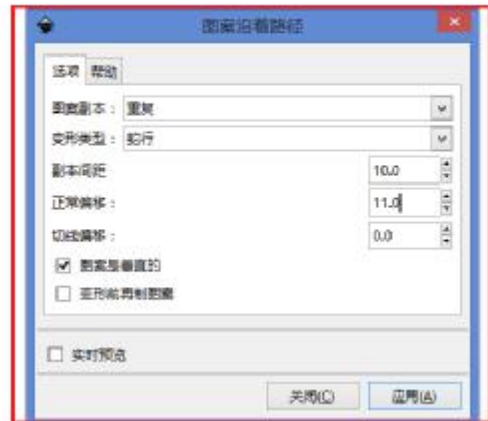 图案沿着路径
选项 帮助
图案副本： 重复
变形类型： 蛇行
副本间距 10.0
正常偏移： 11.0
切线偏移： 0.0
图案是垂直的
变形前再制图案
实时预览
关闭(C) 应用(A)